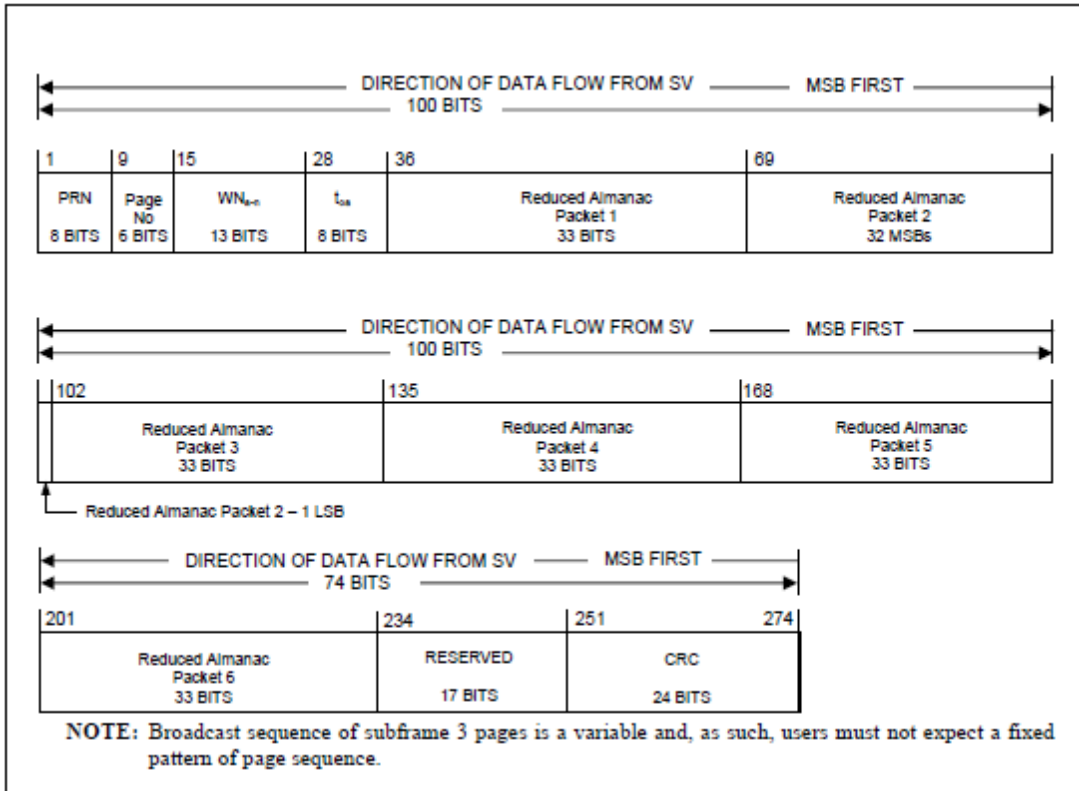 DIRECTION OF DATA FLOW FROM SV MSB FIRST
100 BITS
1 9 15 28 36 69
PRN Page No WNa-n toa Reduced Almanac Packet 1 Reduced Almanac Packet 2
8 BITS 6 BITS 13 BITS 8 BITS 33 BITS 32 MSBs
DIRECTION OF DATA FLOW FROM SV MSB FIRST
100 BITS
102 135 168
Reduced Almanac Reduced Almanac Reduced Almanac
Packet 3 Packet 4 Packet 5
33 BITS 33 BITS 33 BITS
Reduced Almanac Packet 2 – 1 LSB
DIRECTION OF DATA FLOW FROM SV MSB FIRST
74 BITS
201 234 251 274
Reduced Almanac Packet 6 RESERVED CRC
33 BITS 17 BITS 24 BITS
NOTE: Broadcast sequence of subframe 3 pages is a variable and, as such, users must not expect a fixed
pattern of page sequence.